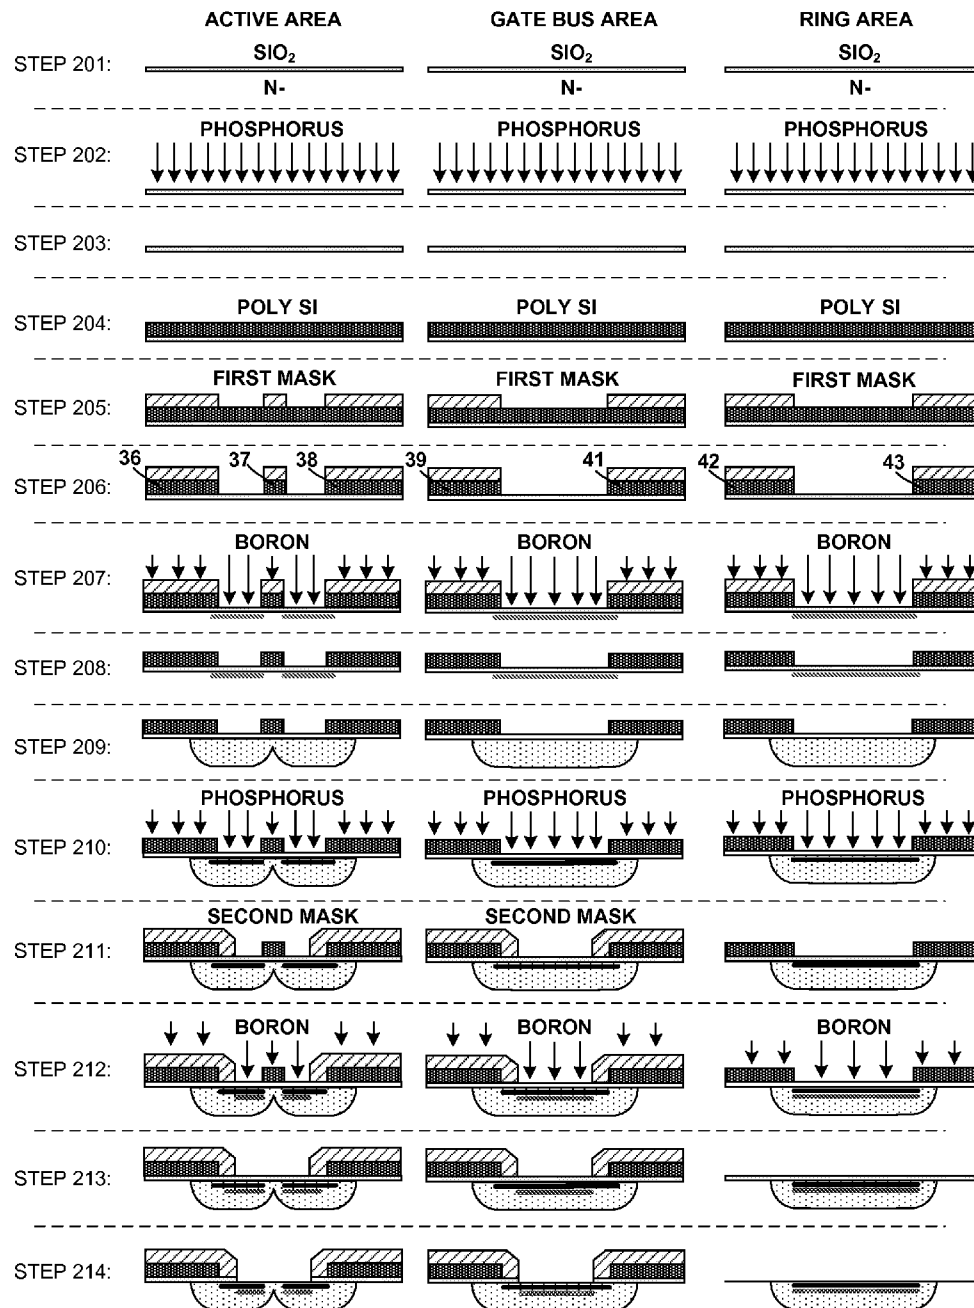 ACTIVE AREA GATE BUS AREA RING AREA
STEP 201: SIO₂ SIO₂ SIO₂
N- N- N-
STEP 202: PHOSPHORUS PHOSPHORUS PHOSPHORUS
STEP 203:
STEP 204: POLY SI POLY SI POLY SI
STEP 205: FIRST MASK FIRST MASK FIRST MASK
STEP 206: 36 37 38 39 41 42 43
STEP 207: BORON BORON BORON
STEP 208:
STEP 209:
STEP 210: PHOSPHORUS PHOSPHORUS PHOSPHORUS
STEP 211: SECOND MASK SECOND MASK
STEP 212: BORON BORON BORON
STEP 213:
STEP 214: